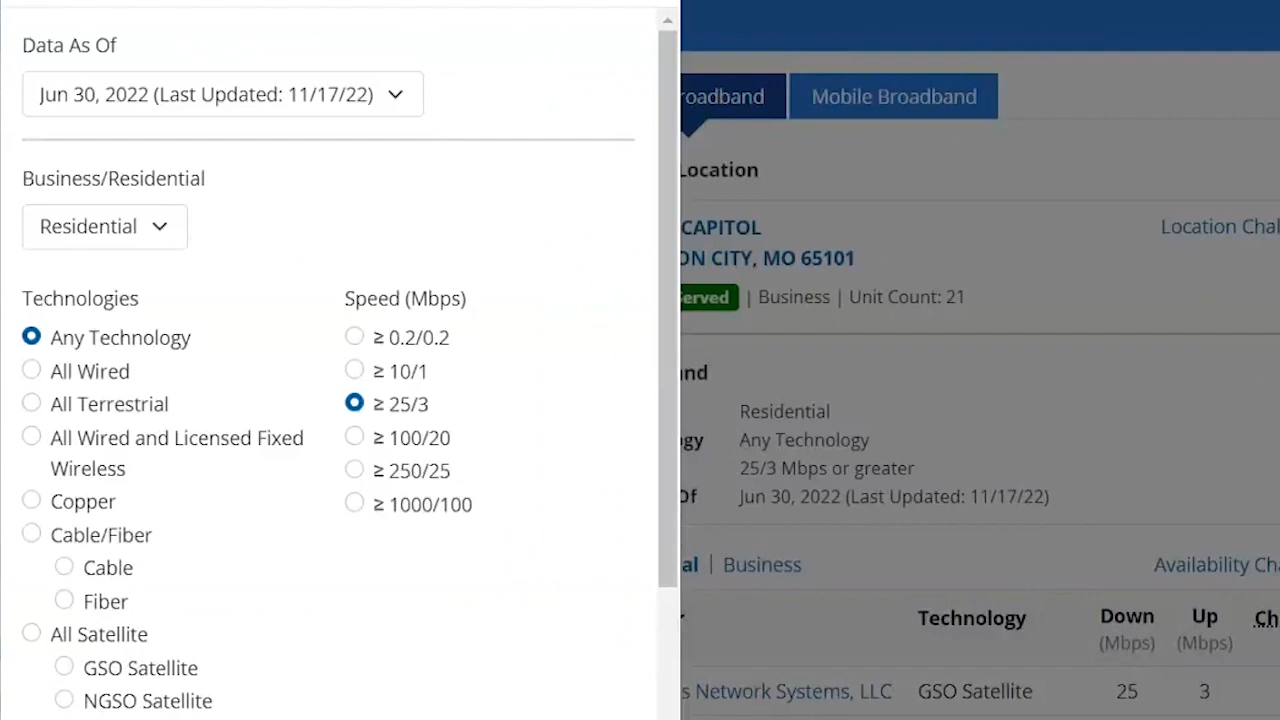 Data As Of
Jun 30, 2022 (Last Updated: 11/17/22)
Business/Residential
Residential
Technologies
Any Technology
All Wired
All Terrestrial
All Wired and Licensed Fixed
Wireless
Copper
Cable/Fiber
Cable
Fiber
All Satellite
GSO Satellite
NGSO Satellite
Speed (Mbps)
≥ 0.2/0.2
≥ 10/1
≥ 25/3
≥ 100/20
≥ 250/25
≥ 1000/100
roadband
Mobile Broadband
Location
CAPITOL
Location Chal
ON CITY, MO 65101
erved | Business | Unit Count: 21
nd
Residential
gy Any Technology
25/3 Mbps or greater
Of Jun 30, 2022 (Last Updated: 11/17/22)
al | Business
Availability Cha
Technology Down Up Ch
(Mbps) (Mbps)
s Network Systems, LLC GSO Satellite 25 3